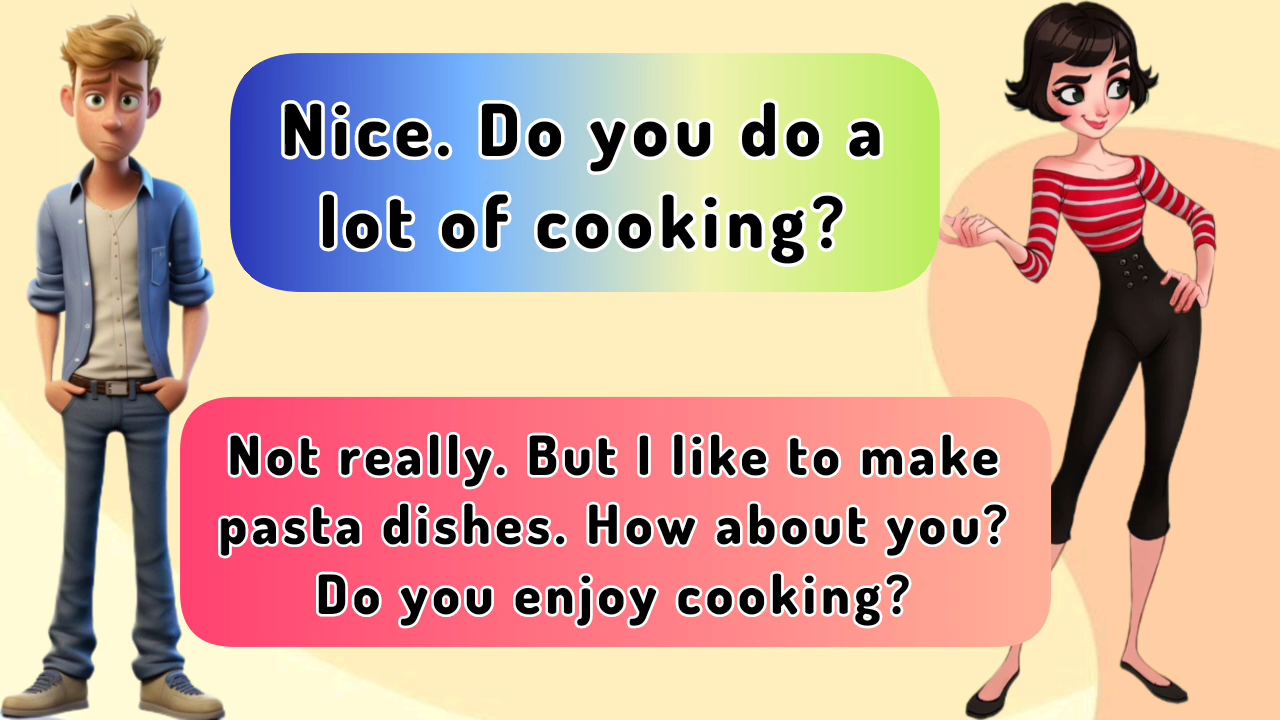 Nice. Do you do a
lot of cooking?
Not really. But I like to make
pasta dishes. How about you?
Do you enjoy cooking?